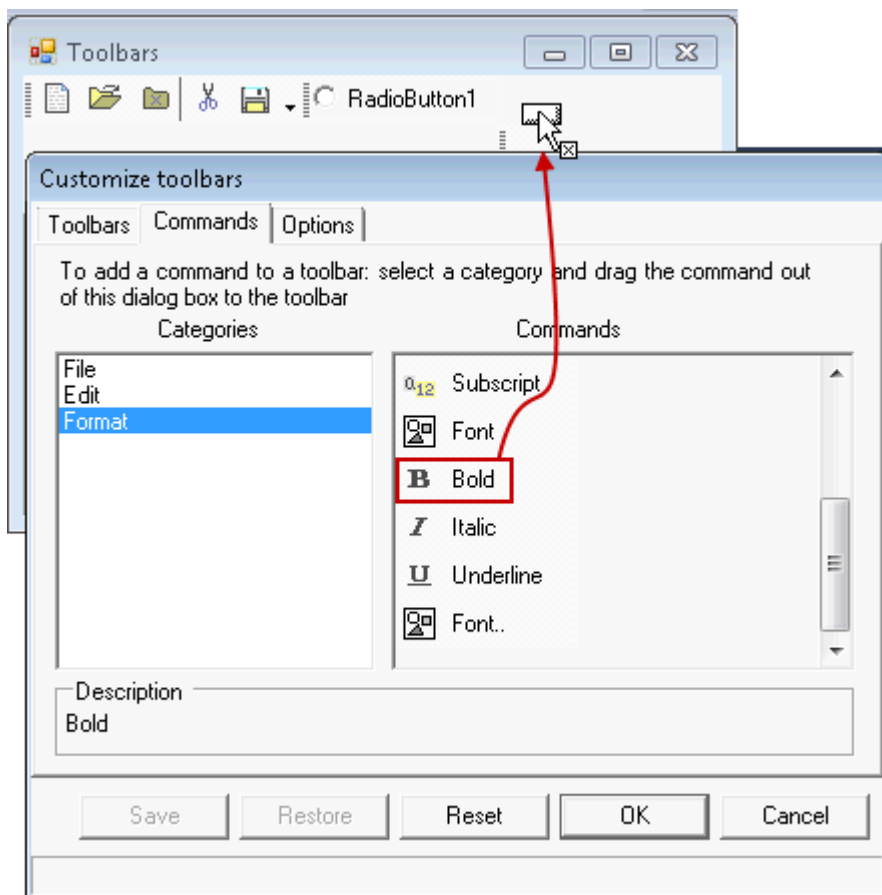 Toolbars
RadioButton1
Customize toolbars
Toolbars Commands Options
To add a command to a toolbar: select a category and drag the command out
of this dialog box to the toolbar
Categories
Commands
File
Edit
Format
a12 Subscript
Font
B Bold
I Italic
U Underline
Font..
Description
Bold
Save Restore Reset OK Cancel